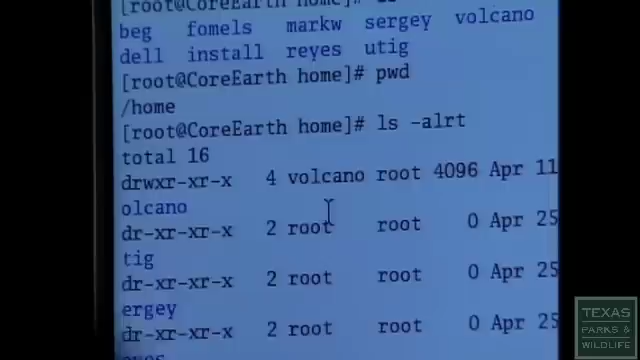 [root@CoreEarth home]#
beg fomels markw sergey volcano
dell install reyes utig
[root@CoreEarth home]# pwd
/home
[root@CoreEarth home]# ls -alrt
total 16
drwxr-xr-x 4 volcano root 4096 Apr 11
olcano
dr-xr-xr-x 2 root root 0 Apr 25
tig
dr-xr-xr-x 2 root root 0 Apr 25
ergey
dr-xr-xr-x 2 root root 0 Apr 25
TEXAS
PARKS &
WILDLIFE